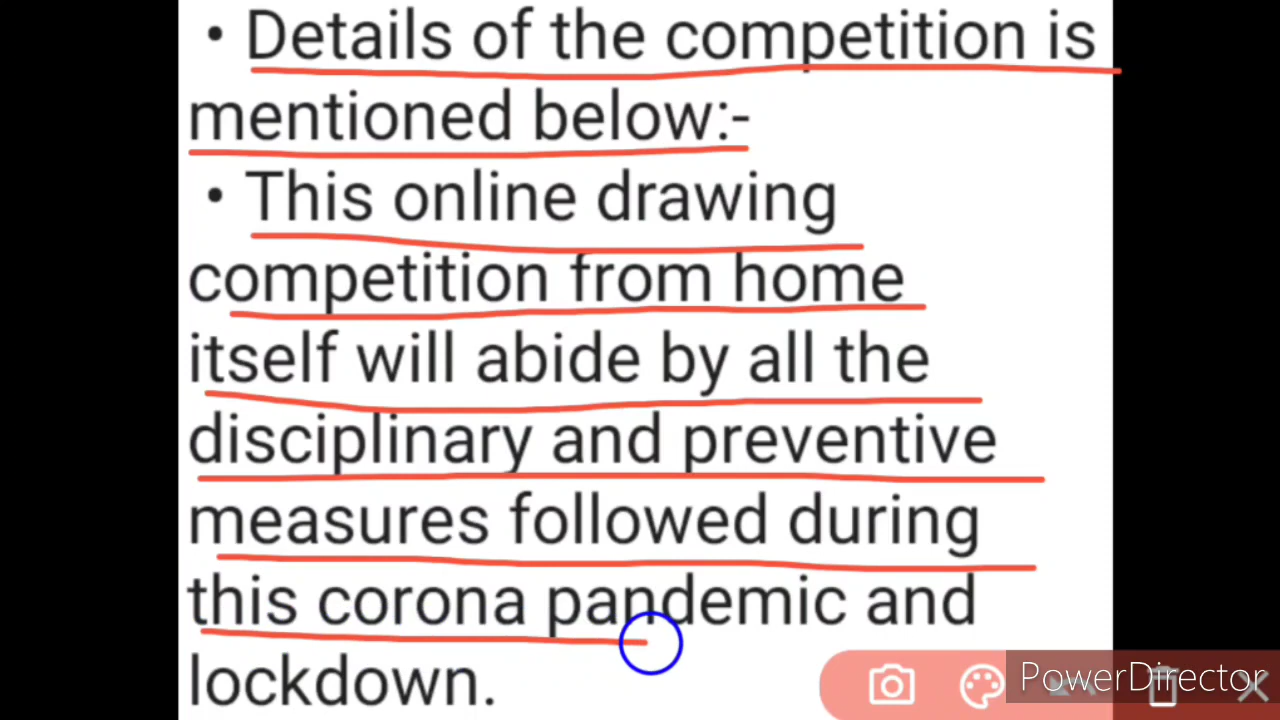 • Details of the competition is
mentioned below:-
• This online drawing
competition from home
itself will abide by all the
disciplinary and preventive
measures followed during
this corona pandemic and
lockdown.
PowerDirector